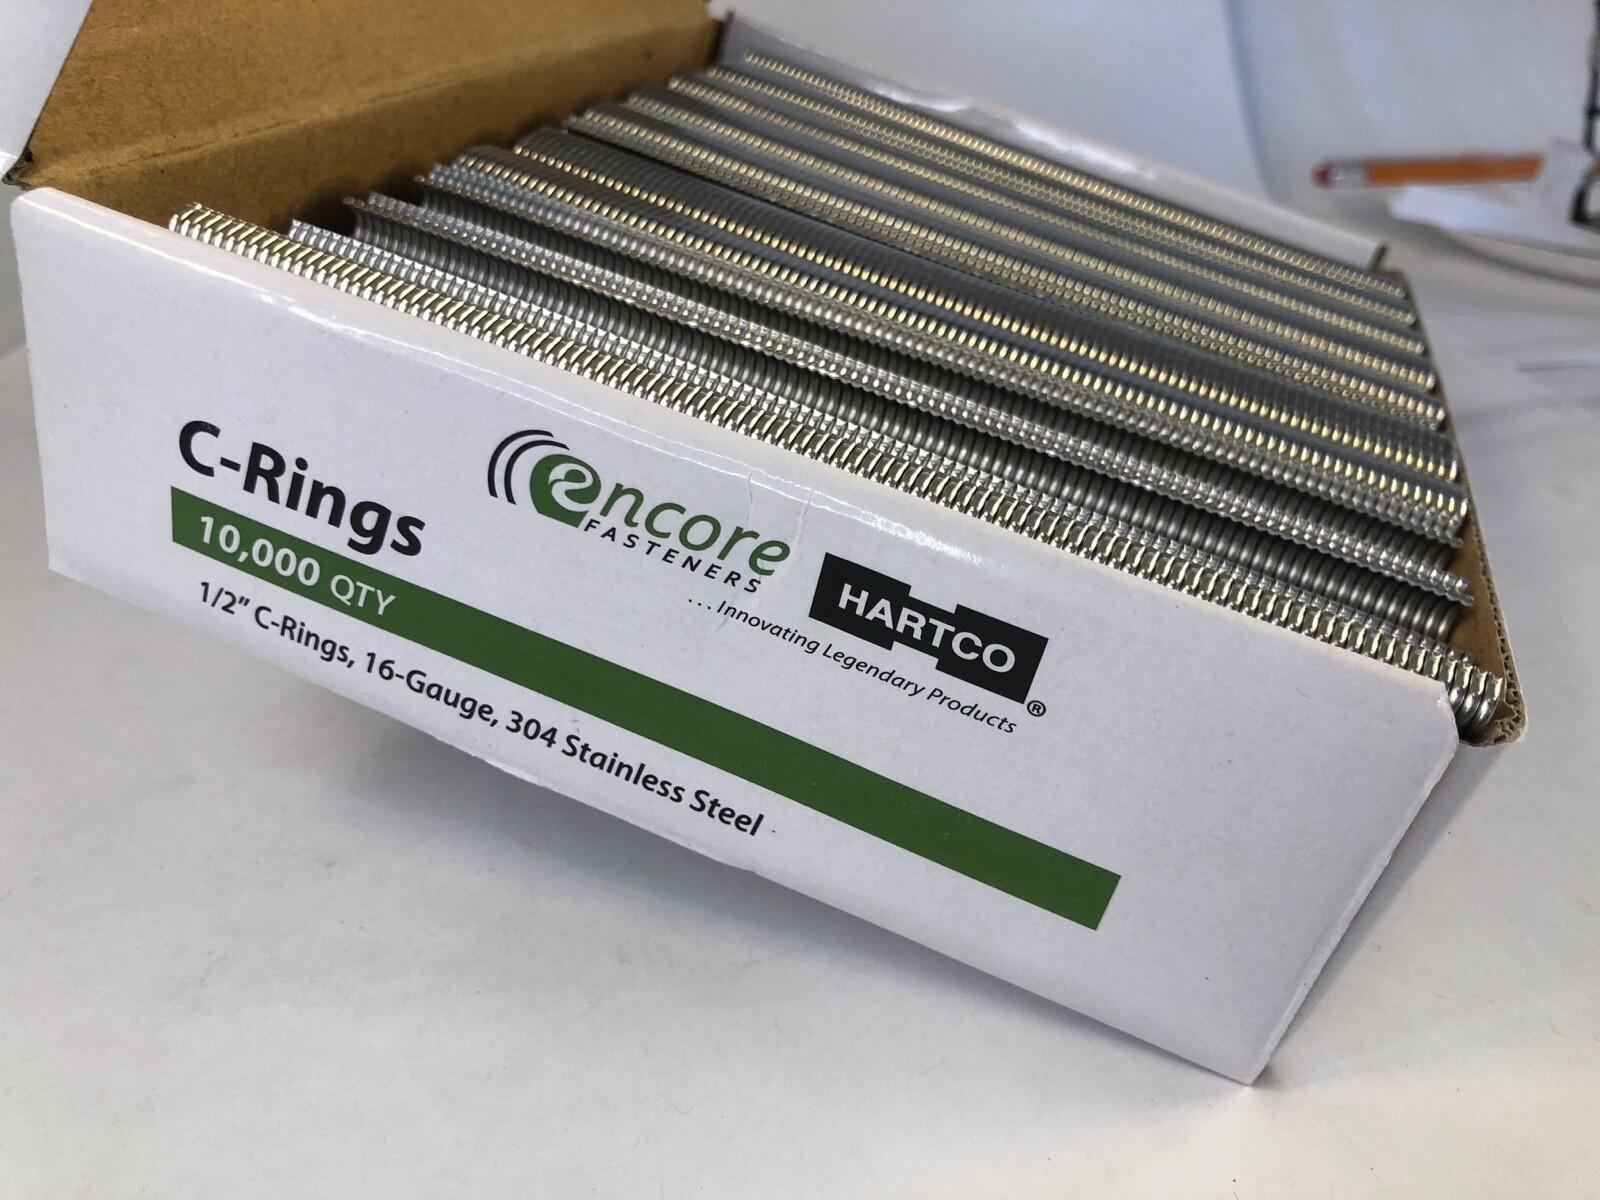 C-Rings
10,000 QTY
1/2" C-Rings, 16-Gauge, 304 Stainless Steel
encore
FASTENERS
HARTCO®
...Innovating Legendary Products